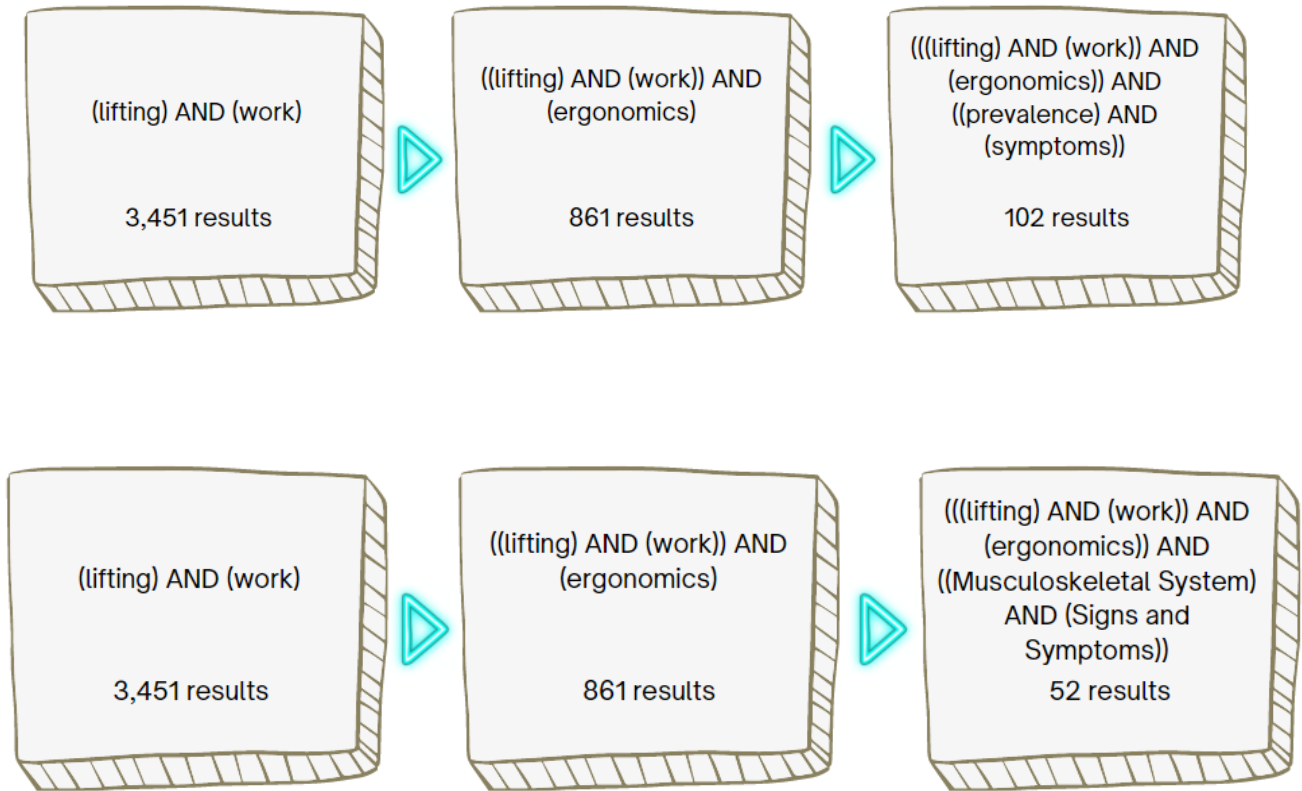 (lifting) AND (work)
3,451 results
((lifting) AND (work)) AND
(ergonomics)
861 results
(((lifting) AND (work)) AND
(ergonomics)) AND
((prevalence) AND
(symptoms))
102 results
(lifting) AND (work)
3,451 results
((lifting) AND (work)) AND
(ergonomics)
861 results
(((lifting) AND (work)) AND
(ergonomics)) AND
((Musculoskeletal System)
AND (Signs and
Symptoms))
52 results